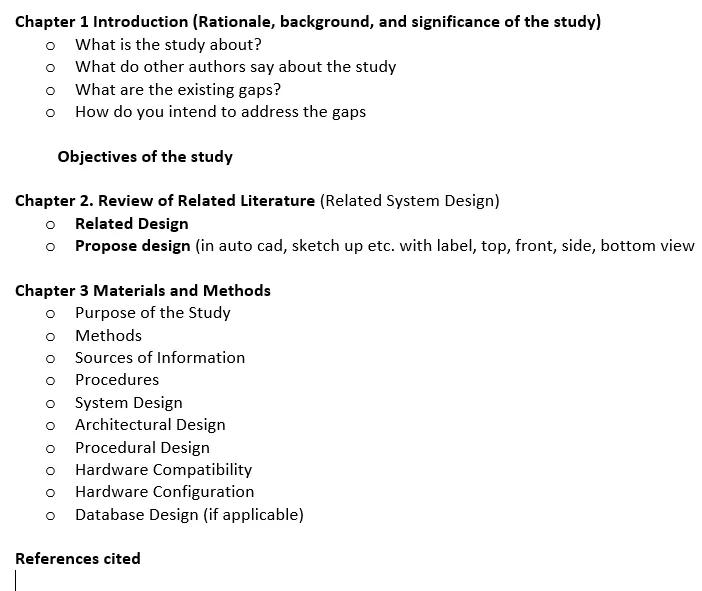 Chapter 1 Introduction (Rationale, background, and significance of the study)
o What is the study about?
o What do other authors say about the study
o What are the existing gaps?
o How do you intend to address the gaps
Objectives of the study
Chapter 2. Review of Related Literature (Related System Design)
o Related Design
o Propose design (in auto cad, sketch up etc. with label, top, front, side, bottom view
Chapter 3 Materials and Methods
o Purpose of the Study
o Methods
o Sources of Information
o Procedures
o System Design
o Architectural Design
o Procedural Design
o Hardware Compatibility
o Hardware Configuration
o Database Design (if applicable)
References cited